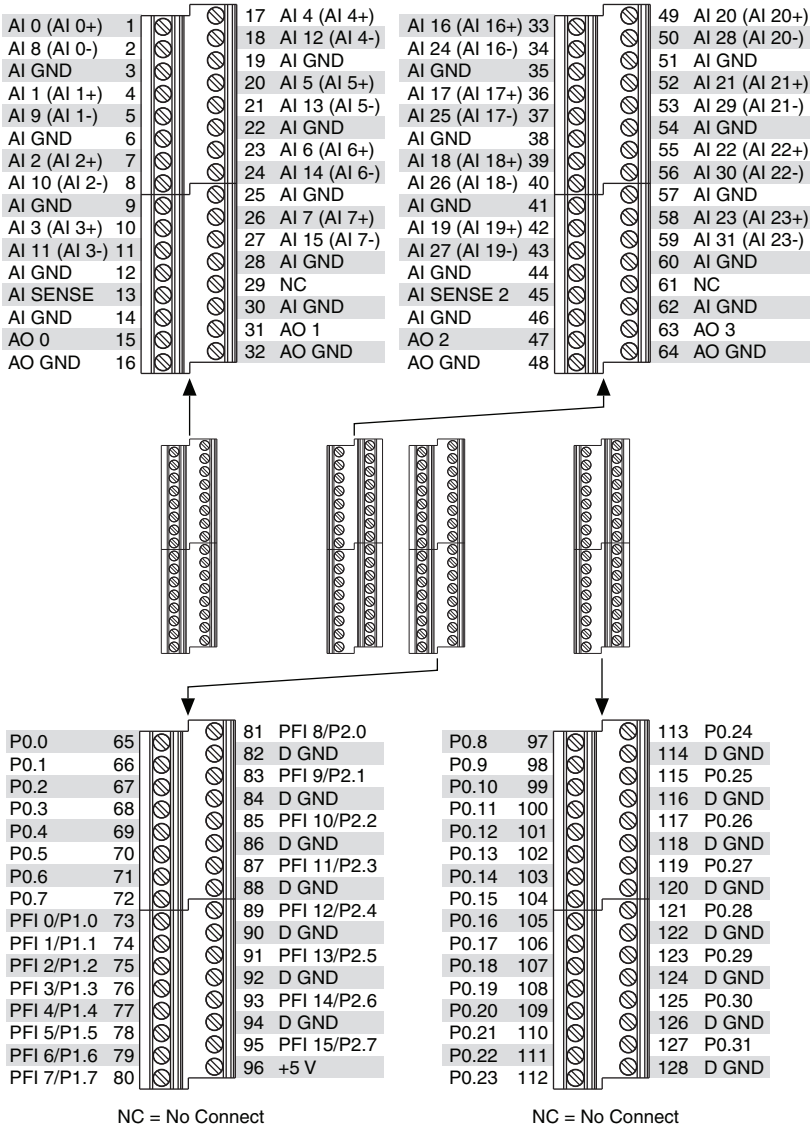 AI 0 (AI 0+) 1
AI 8 (AI 0-) 2
AI GND 3
AI 1 (AI 1+) 4
AI 9 (AI 1-) 5
AI GND 6
AI 2 (AI 2+) 7
AI 10 (AI 2-) 8
AI GND 9
AI 3 (AI 3+) 10
AI 11 (AI 3-) 11
AI GND 12
AI SENSE 13
AI GND 14
AO 0 15
AO GND 16
17 AI 4 (AI 4+)
18 AI 12 (AI 4-)
19 AI GND
20 AI 5 (AI 5+)
21 AI 13 (AI 5-)
22 AI GND
23 AI 6 (AI 6+)
24 AI 14 (AI 6-)
25 AI GND
26 AI 7 (AI 7+)
27 AI 15 (AI 7-)
28 AI GND
29 NC
30 AI GND
31 AO 1
32 AO GND
AI 16 (AI 16+) 33
AI 24 (AI 16-) 34
AI GND 35
AI 17 (AI 17+) 36
AI 25 (AI 17-) 37
AI GND 38
AI 18 (AI 18+) 39
AI 26 (AI 18-) 40
AI GND 41
AI 19 (AI 19+) 42
AI 27 (AI 19-) 43
AI GND 44
AI SENSE 2 45
AI GND 46
AO 2 47
AO GND 48
49 AI 20 (AI 20+)
50 AI 28 (AI 20-)
51 AI GND
52 AI 21 (AI 21+)
53 AI 29 (AI 21-)
54 AI GND
55 AI 22 (AI 22+)
56 AI 30 (AI 22-)
57 AI GND
58 AI 23 (AI 23+)
59 AI 31 (AI 23-)
60 AI GND
61 NC
62 AI GND
63 AO 3
64 AO GND
P0.0 65
P0.1 66
P0.2 67
P0.3 68
P0.4 69
P0.5 70
P0.6 71
P0.7 72
PFI 0/P1.0 73
PFI 1/P1.1 74
PFI 2/P1.2 75
PFI 3/P1.3 76
PFI 4/P1.4 77
PFI 5/P1.5 78
PFI 6/P1.6 79
PFI 7/P1.7 80
81 PFI 8/P2.0
82 D GND
83 PFI 9/P2.1
84 D GND
85 PFI 10/P2.2
86 D GND
87 PFI 11/P2.3
88 D GND
89 PFI 12/P2.4
90 D GND
91 PFI 13/P2.5
92 D GND
93 PFI 14/P2.6
94 D GND
95 PFI 15/P2.7
96 +5 V
NC = No Connect
P0.8 97
P0.9 98
P0.10 99
P0.11 100
P0.12 101
P0.13 102
P0.14 103
P0.15 104
P0.16 105
P0.17 106
P0.18 107
P0.19 108
P0.20 109
P0.21 110
P0.22 111
P0.23 112
113 P0.24
114 D GND
115 P0.25
116 D GND
117 P0.26
118 D GND
119 P0.27
120 D GND
121 P0.28
122 D GND
123 P0.29
124 D GND
125 P0.30
126 D GND
127 P0.31
128 D GND
NC = No Connect